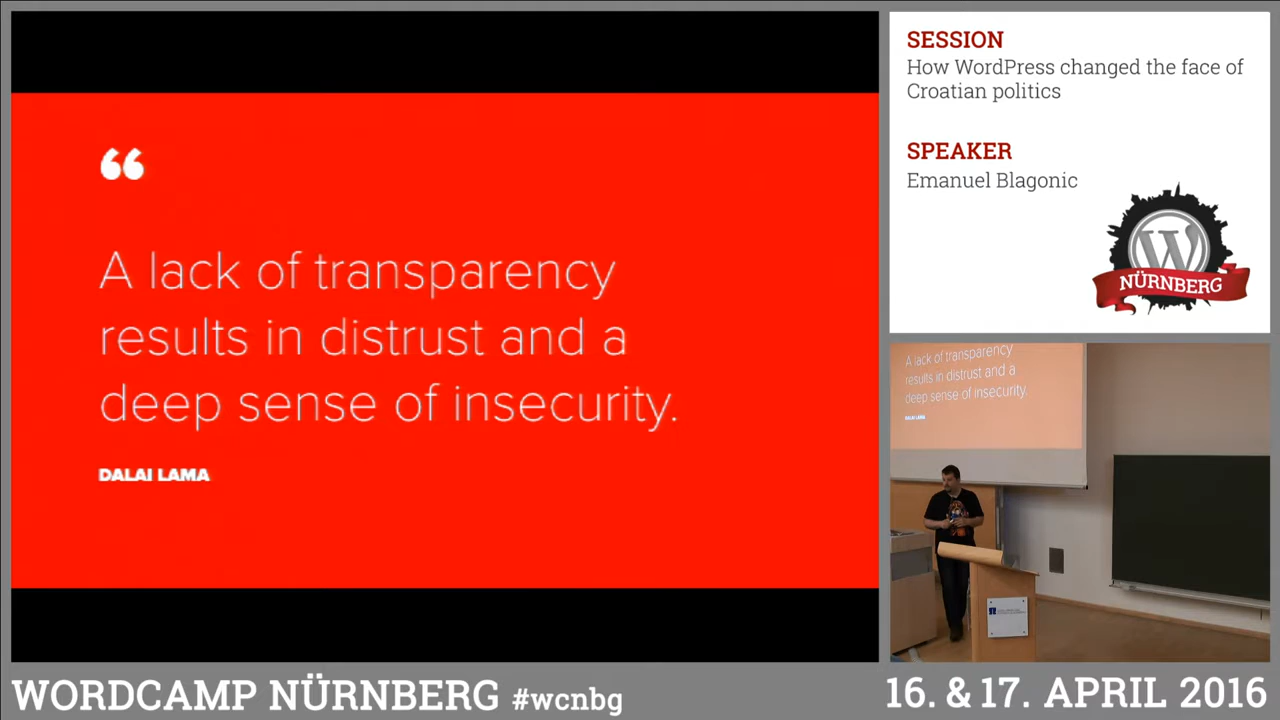 “
A lack of transparency
results in distrust and a
deep sense of insecurity.
DALAI LAMA
SESSION
How WordPress changed the face of
Croatian politics
SPEAKER
Emanuel Blagonic
W
NÜRNBERG
A lack of transparency
results in distrust and a
deep sense of insecurity.
DALAI LAMA
WORDCAMP NÜRNBERG #wcnbg
16. & 17. APRIL 2016